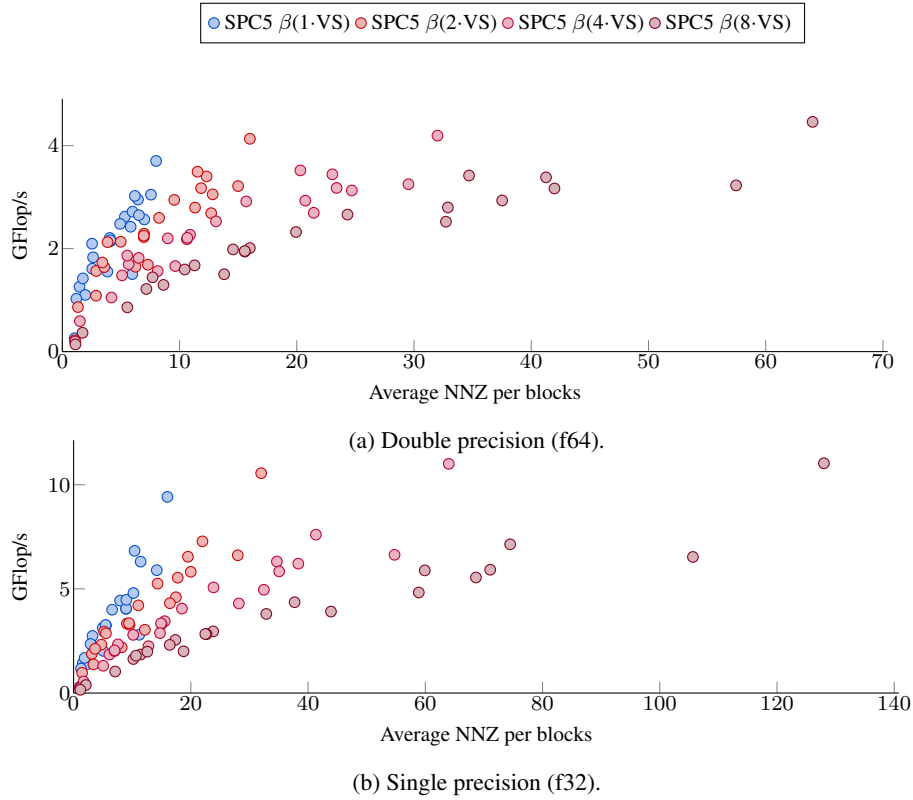 SPC5 β(1·VS) SPC5 β(2·VS) SPC5 β(4·VS) SPC5 β(8·VS)
4
2
0
GFlop/s
0 10 20 30 40 50 60 70
Average NNZ per blocks
(a) Double precision (f64).
10
5
0
GFlop/s
0 20 40 60 80 100 120 140
Average NNZ per blocks
(b) Single precision (f32).